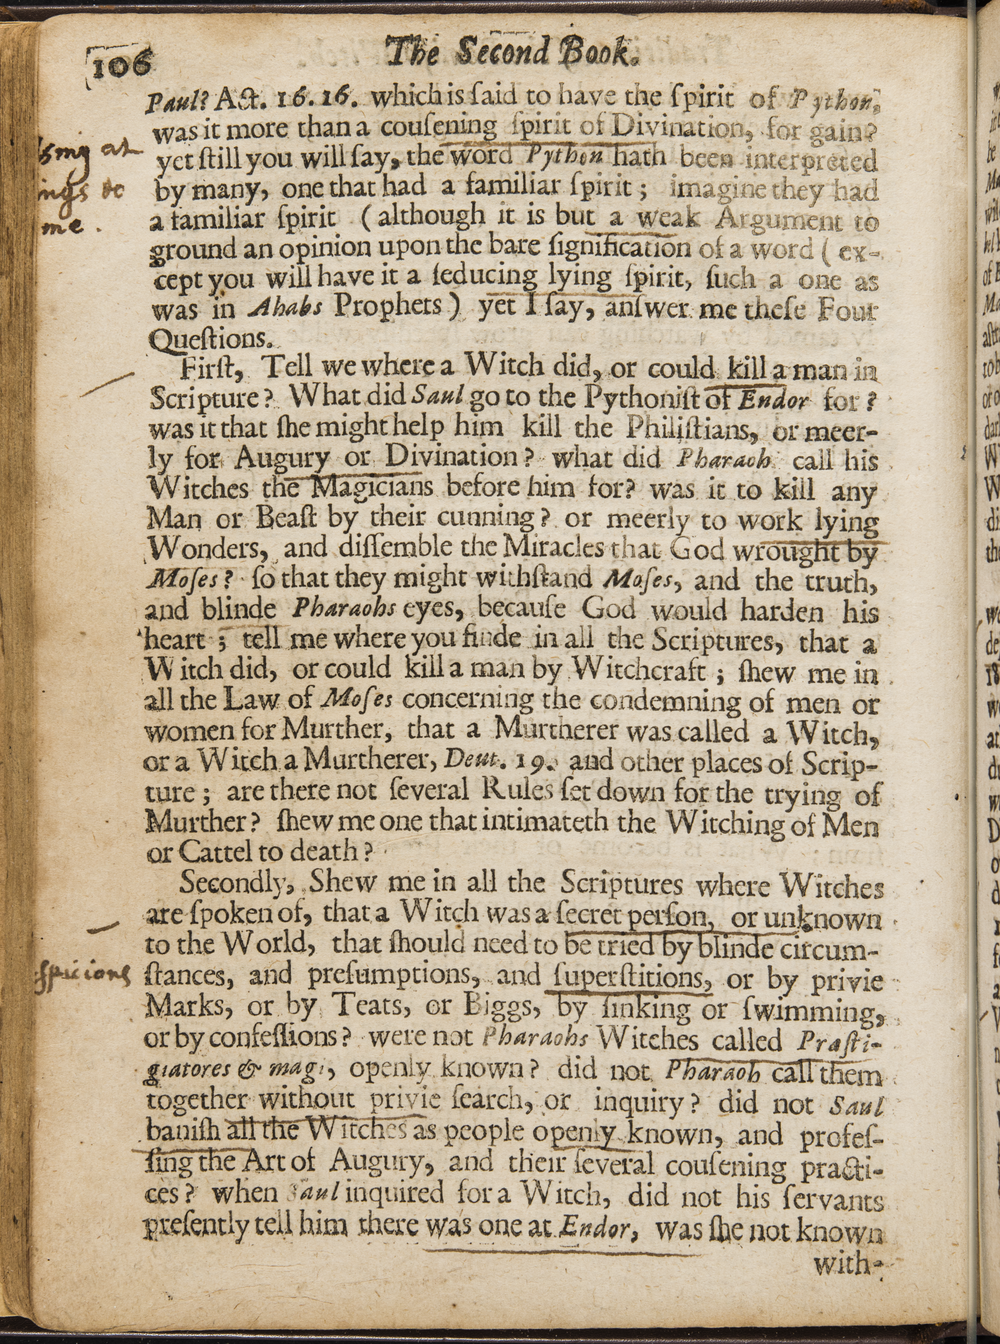 106
The Second Book.
Paul? Act. 16. 16. which is ſaid to have the ſpirit of Python,
was it more than a couſening ſpirit of Divination, for gain?
yet ſtill you will ſay, the word Python hath been interpreted
by many, one that had a familiar ſpirit; imagine they had
a familiar ſpirit (although it is but a weak Argument to
ground an opinion upon the bare ſignification of a word (ex-
cept you will have it a ſeducing lying ſpirit, ſuch a one as
was in Ahabs Prophets) yet I ſay, anſwer me theſe Four
Queſtions.
Firſt, Tell we where a Witch did, or could kill a man in
Scripture? What did Saul go to the Pythoniſt of Endor for?
was it that ſhe might help him kill the Philiſtians, or meer-
ly for Augury or Divination? what did Pharaoh call his
Witches the Magicians before him for? was it to kill any
Man or Beaſt by their cunning? or meerly to work lying
Wonders, and diſſemble the Miracles that God wrought by
Moſes? ſo that they might withſtand Moſes, and the truth,
and blinde Pharaohs eyes, becauſe God would harden his
heart; tell me where you finde in all the Scriptures, that a
Witch did, or could kill a man by Witchcraft; ſhew me in
all the Law of Moſes concerning the condemning of men or
women for Murther, that a Murtherer was called a Witch,
or a Witch a Murtherer, Deut. 19. and other places of Scrip-
ture; are there not ſeveral Rules ſet down for the trying of
Murther? ſhew me one that intimateth the Witching of Men
or Cattel to death?
Secondly, Shew me in all the Scriptures where Witches
are ſpoken of, that a Witch was a ſecret perſon, or unknown
to the World, that ſhould need to be tried by blinde circum-
ſtances, and preſumptions, and ſuperſtitions, or by privie
Marks, or by Teats, or Biggs, by ſinking or ſwimming,
or by confeſſions? were not Pharaohs Witches called Præſti-
giatores & magi, openly known? did not Pharaoh call them
together without privie ſearch, or inquiry? did not Saul
baniſh all the Witches as people openly known, and profeſ-
ſing the Art of Augury, and their ſeveral couſening practi-
ces? when Saul inquired for a Witch, did not his ſervants
preſently tell him there was one at Endor, was ſhe not known
with-
at
me.